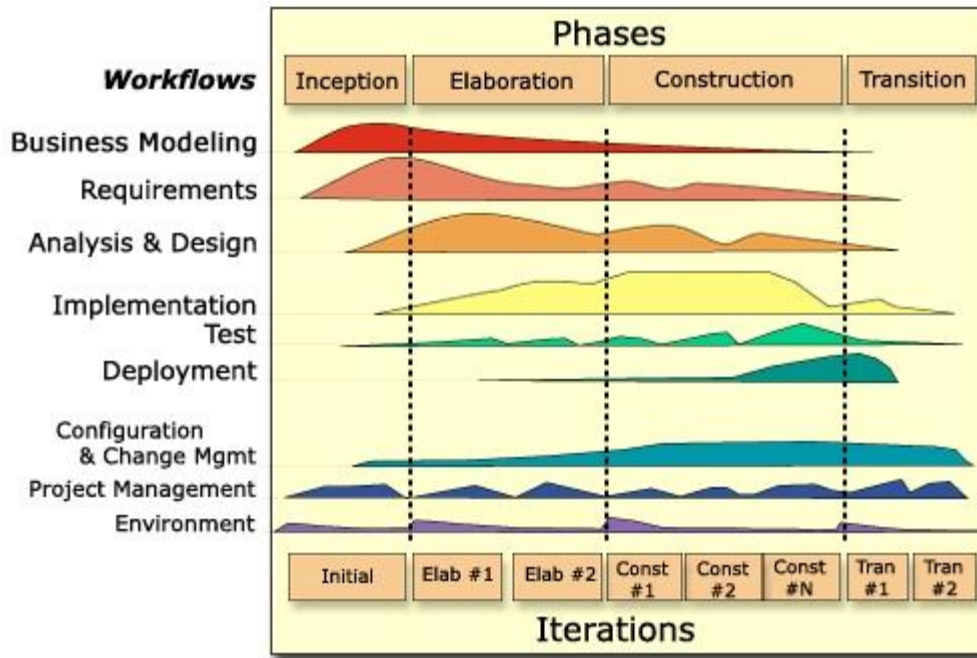 Phases
Workflows
Inception
Elaboration
Construction
Transition
Business Modeling
Requirements
Analysis & Design
Implementation
Test
Deployment
Configuration
& Change Mgmt
Project Management
Environment
Initial
Elab #1
Elab #2
Const
#1
Const
#2
Const
#N
Tran
#1
Tran
#2
Iterations